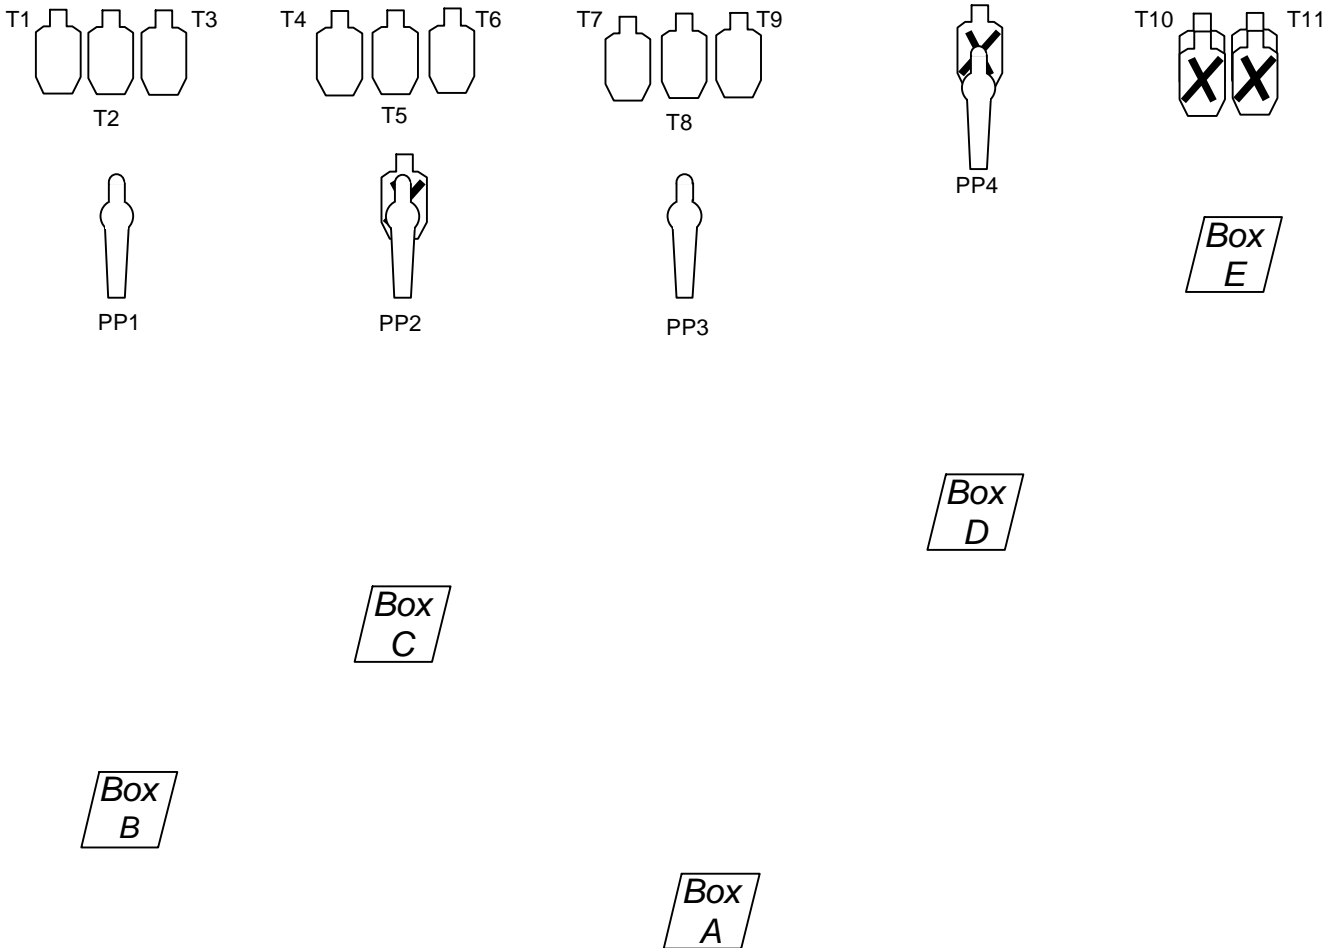 T1 T3 T4 T6 T7 T9 T10 T11
T2 T5 T8
PP4
Box
E
PP1 PP2 PP3
Box
D
Box
C
Box
B
Box
A